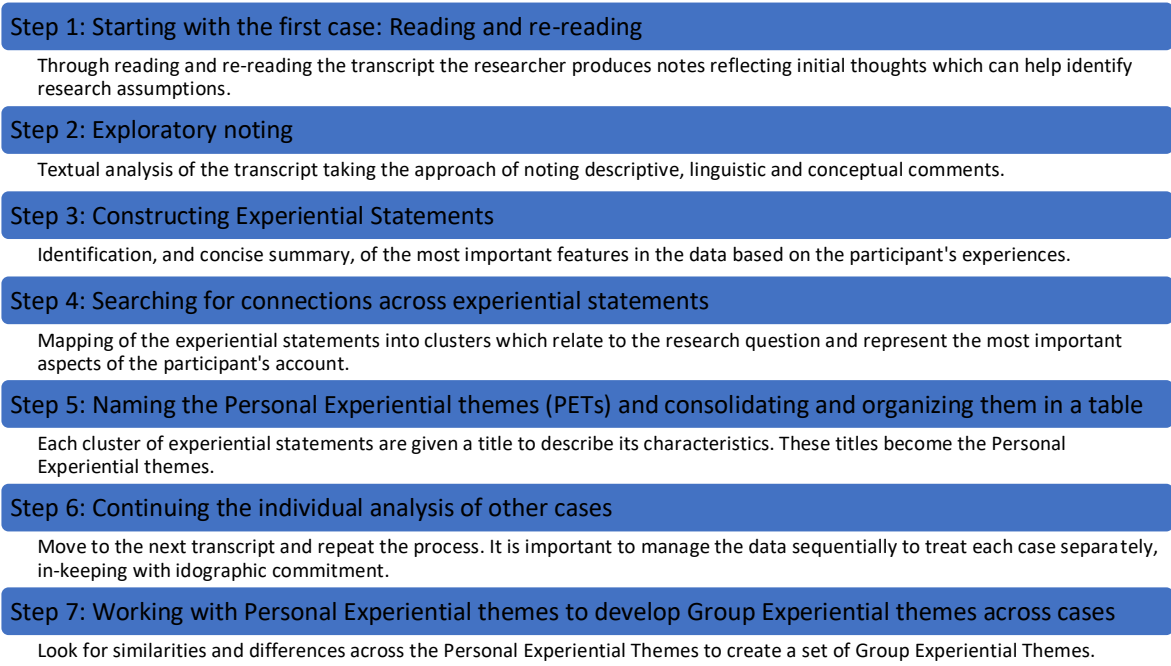 Step 1: Starting with the first case: Reading and re-reading
Through reading and re-reading the transcript the researcher produces notes reflecting initial thoughts which can help identify
research assumptions.
Step 2: Exploratory noting
Textual analysis of the transcript taking the approach of noting descriptive, linguistic and conceptual comments.
Step 3: Constructing Experiential Statements
Identification, and concise summary, of the most important features in the data based on the participant's experiences.
Step 4: Searching for connections across experiential statements
Mapping of the experiential statements into clusters which relate to the research question and represent the most important
aspects of the participant's account.
Step 5: Naming the Personal Experiential themes (PETs) and consolidating and organizing them in a table
Each cluster of experiential statements are given a title to describe its characteristics. These titles become the Personal
Experiential themes.
Step 6: Continuing the individual analysis of other cases
Move to the next transcript and repeat the process. It is important to manage the data sequentially to treat each case separately,
in-keeping with idographic commitment.
Step 7: Working with Personal Experiential themes to develop Group Experiential themes across cases
Look for similarities and differences across the Personal Experiential Themes to create a set of Group Experiential Themes.